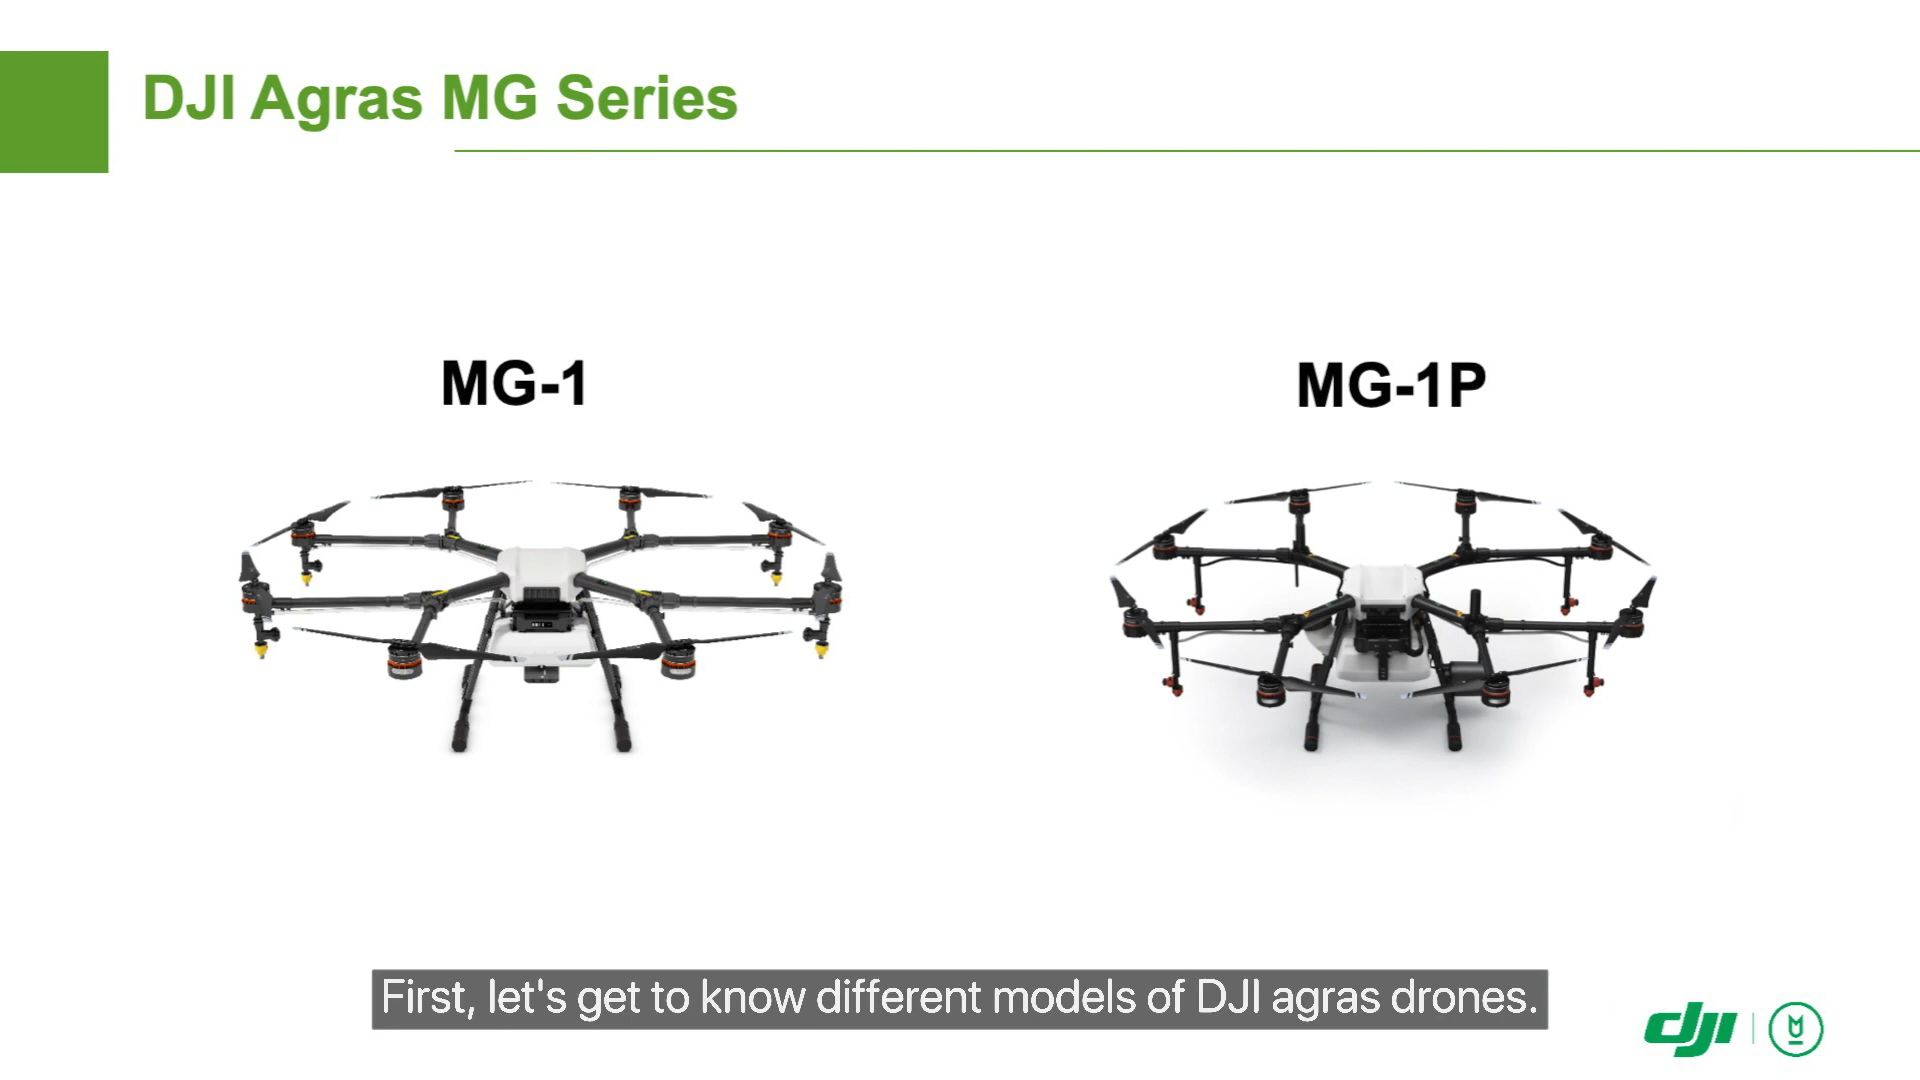 DJI Agras MG Series
MG-1
MG-1P
First, let's get to know different models of DJI agras drones.
dji